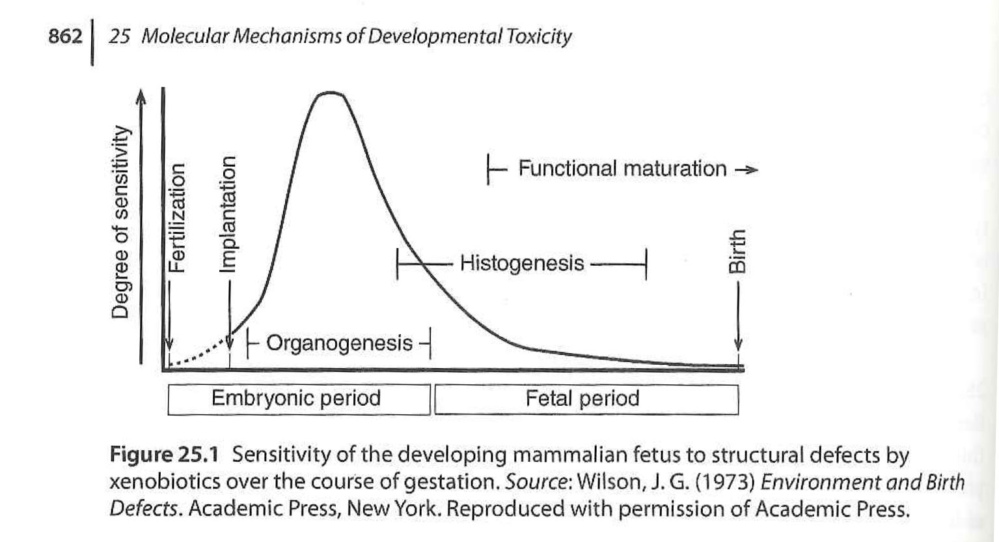 862 25 Molecular Mechanisms of Developmental Toxicity
Degree of sensitivity
Fertilization
Implantation
Functional maturation
Histogenesis
Birth
Organogenesis
Embryonic period
Fetal period
Figure 25.1 Sensitivity of the developing mammalian fetus to structural defects by
xenobiotics over the course of gestation. Source: Wilson, J. G. (1973) Environment and Birth
Defects. Academic Press, New York. Reproduced with permission of Academic Press.